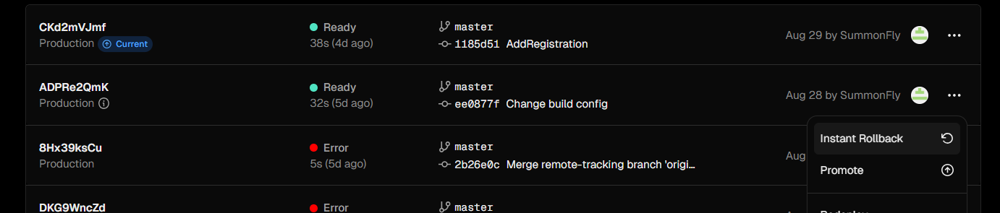 CKd2mVJmf Ready master
Production Current 38s (4d ago) 1185d51 AddRegistration Aug 29 by SummonFly
ADPRe2QmK Ready master
Production 32s (5d ago) ee0877f Change build config Aug 28 by SummonFly
8Hx39ksCu Error master
Production 5s (5d ago) 2b26e0c Merge remote-tracking branch 'origi… Aug
Instant Rollback
Promote
DKG9WncZd Error master
Redeploy